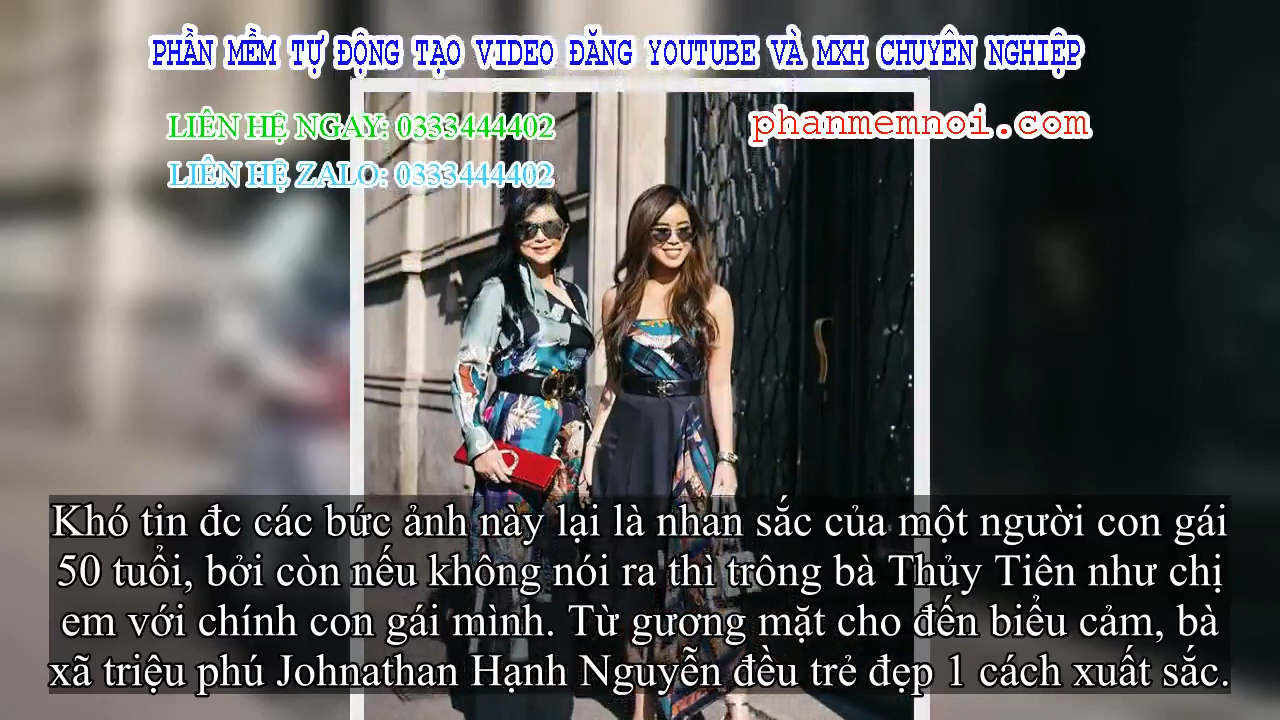 PHẦN MỀM TỰ ĐỘNG TẠO VIDEO ĐĂNG YOUTUBE VÀ MXH CHUYÊN NGHIỆP
LIÊN HỆ NGAY: 0333444402
phanmemnoi.com
LIÊN HỆ ZALO: 0333444402
Khó tin đc các bức ảnh này lại là nhan sắc của một người con gái
50 tuổi, bởi còn nếu không nói ra thì trông bà Thủy Tiên như chị
em với chính con gái mình. Từ gương mặt cho đến biểu cảm, bà
xã triệu phú Johnathan Hạnh Nguyễn đều trẻ đẹp 1 cách xuất sắc.